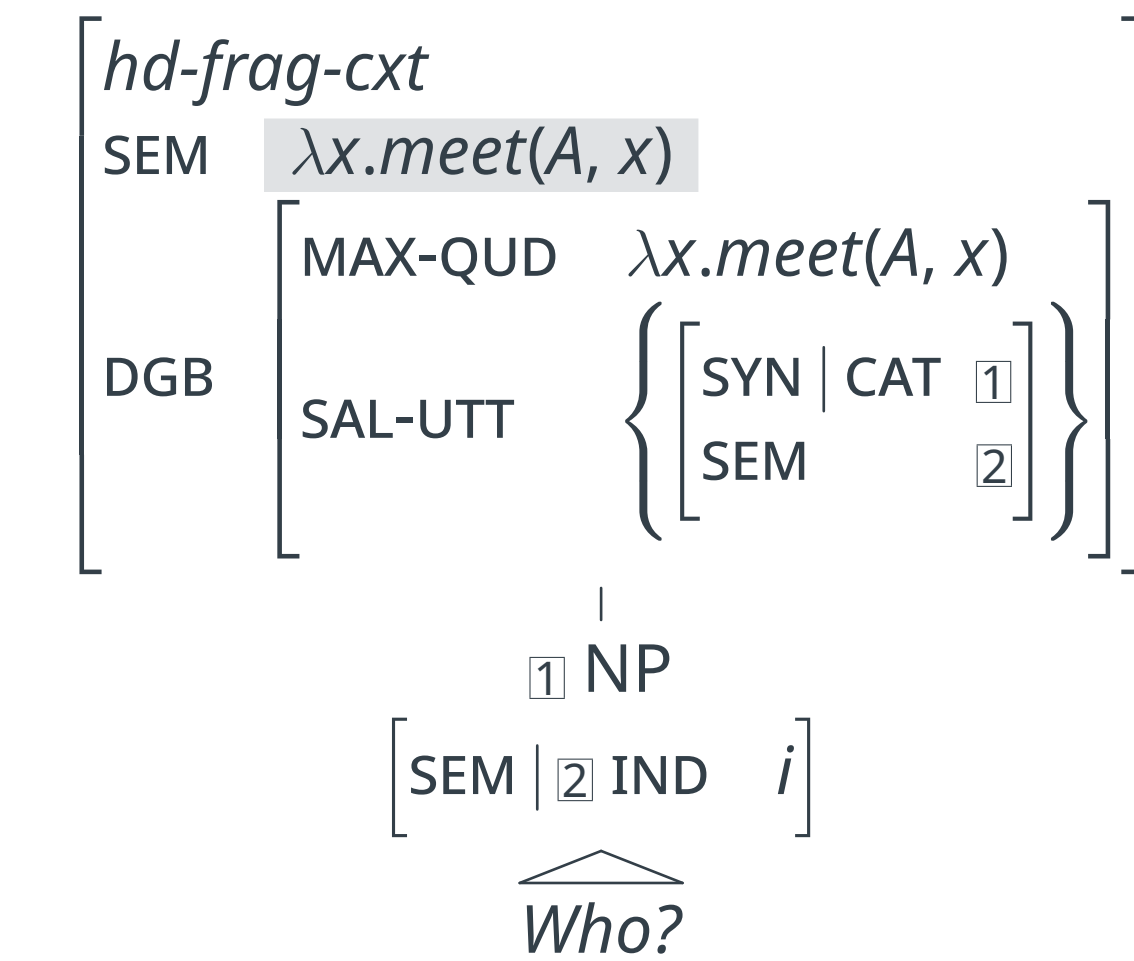 hd-frag-cxt
SEM λx.meet(A, x)
MAX-QUD λx.meet(A, x)
DGB
SAL-UTT
SYN | CAT 1
SEM 2
1 NP
SEM | 2 IND i
Who?